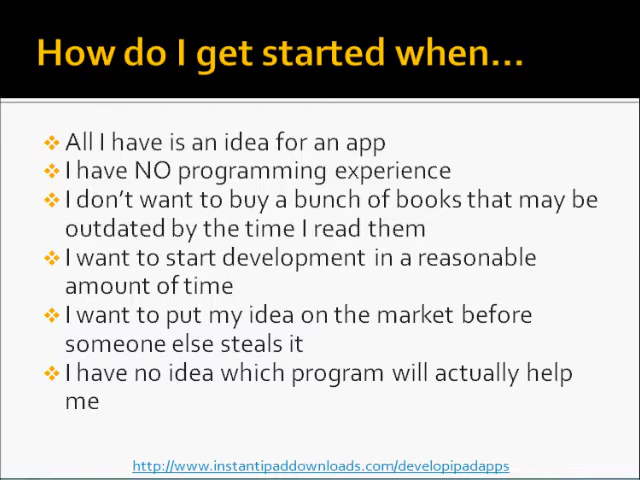 How do I get started when...
❖ All I have is an idea for an app
❖ I have NO programming experience
❖ I don't want to buy a bunch of books that may be
outdated by the time I read them
❖ I want to start development in a reasonable
amount of time
❖ I want to put my idea on the market before
someone else steals it
❖ I have no idea which program will actually help
me
http://www.instantipaddownloads.com/developipadapps